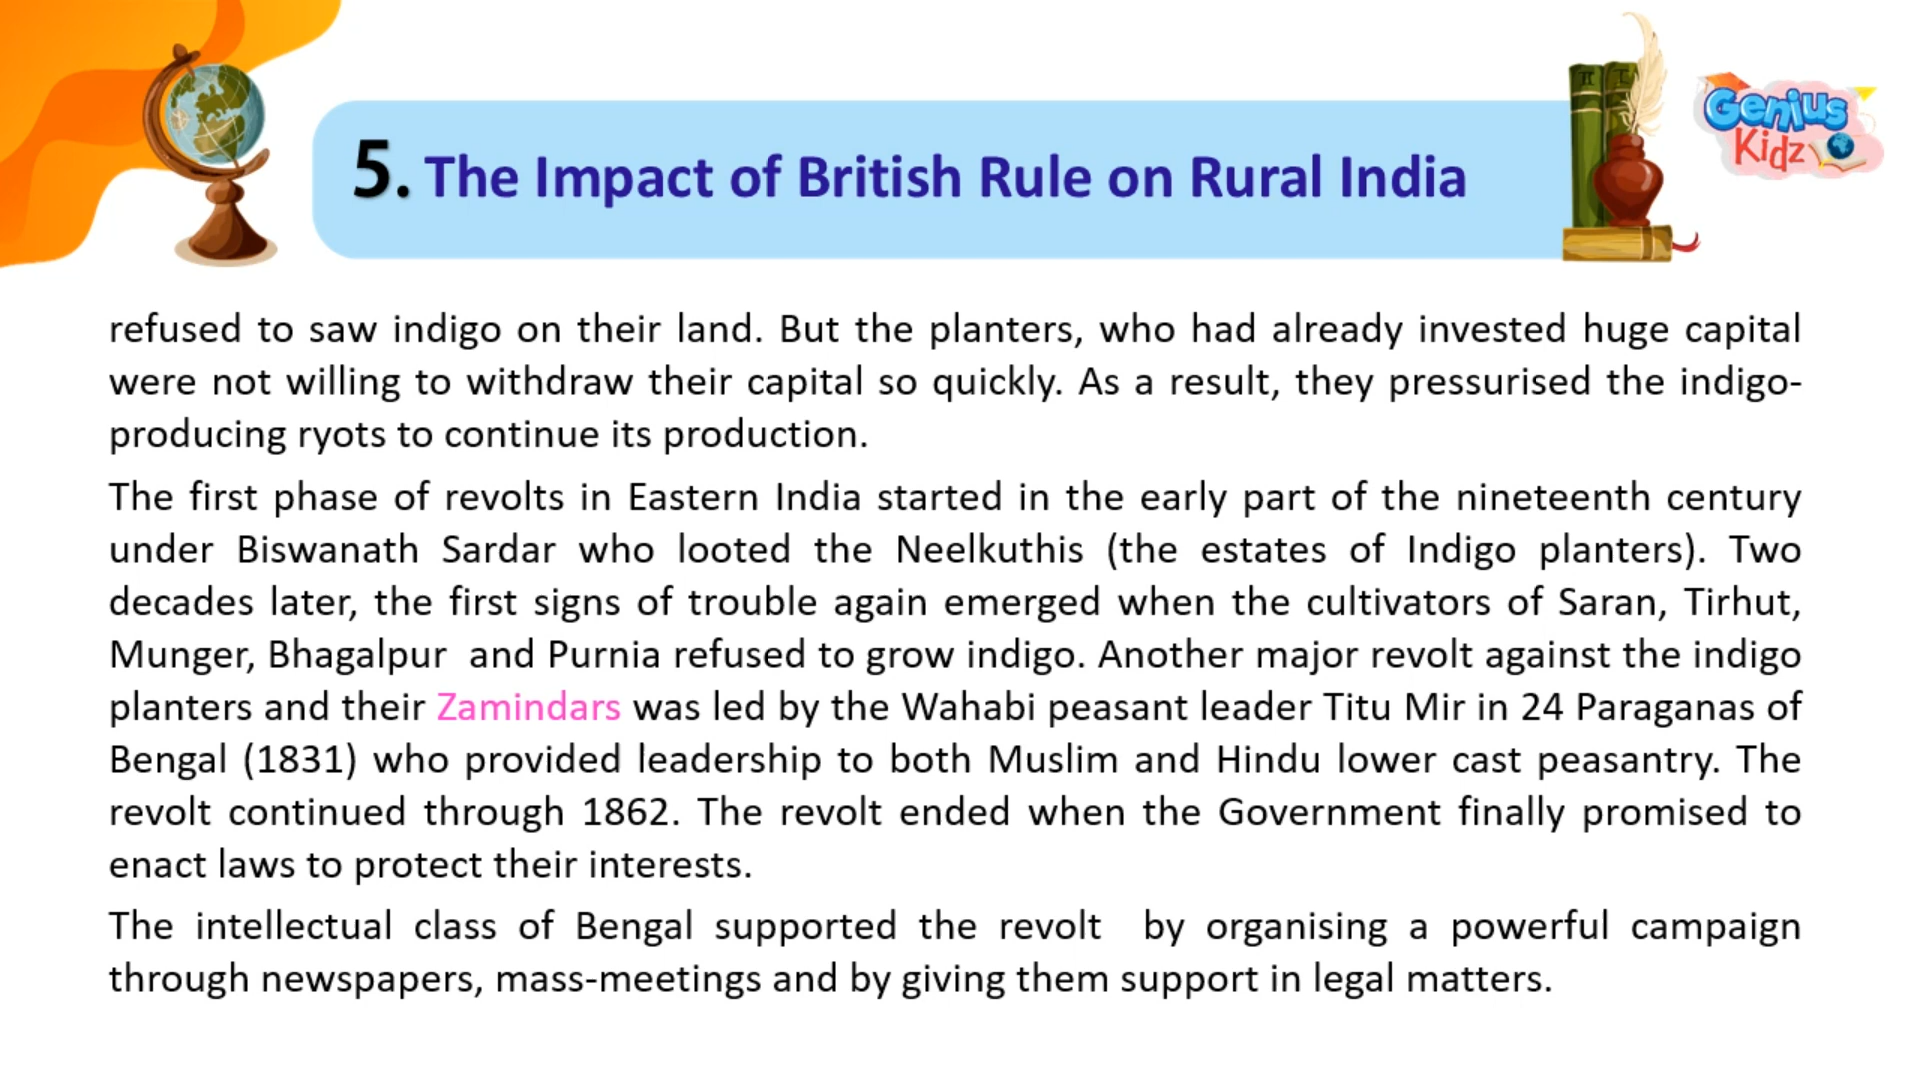 5. The Impact of British Rule on Rural India
Genius
Kidz
refused to saw indigo on their land. But the planters, who had already invested huge capital
were not willing to withdraw their capital so quickly. As a result, they pressurised the indigo-
producing ryots to continue its production.
The first phase of revolts in Eastern India started in the early part of the nineteenth century
under Biswanath Sardar who looted the Neelkuthis (the estates of Indigo planters). Two
decades later, the first signs of trouble again emerged when the cultivators of Saran, Tirhut,
Munger, Bhagalpur and Purnia refused to grow indigo. Another major revolt against the indigo
planters and their Zamindars was led by the Wahabi peasant leader Titu Mir in 24 Paraganas of
Bengal (1831) who provided leadership to both Muslim and Hindu lower cast peasantry. The
revolt continued through 1862. The revolt ended when the Government finally promised to
enact laws to protect their interests.
The intellectual class of Bengal supported the revolt by organising a powerful campaign
through newspapers, mass-meetings and by giving them support in legal matters.